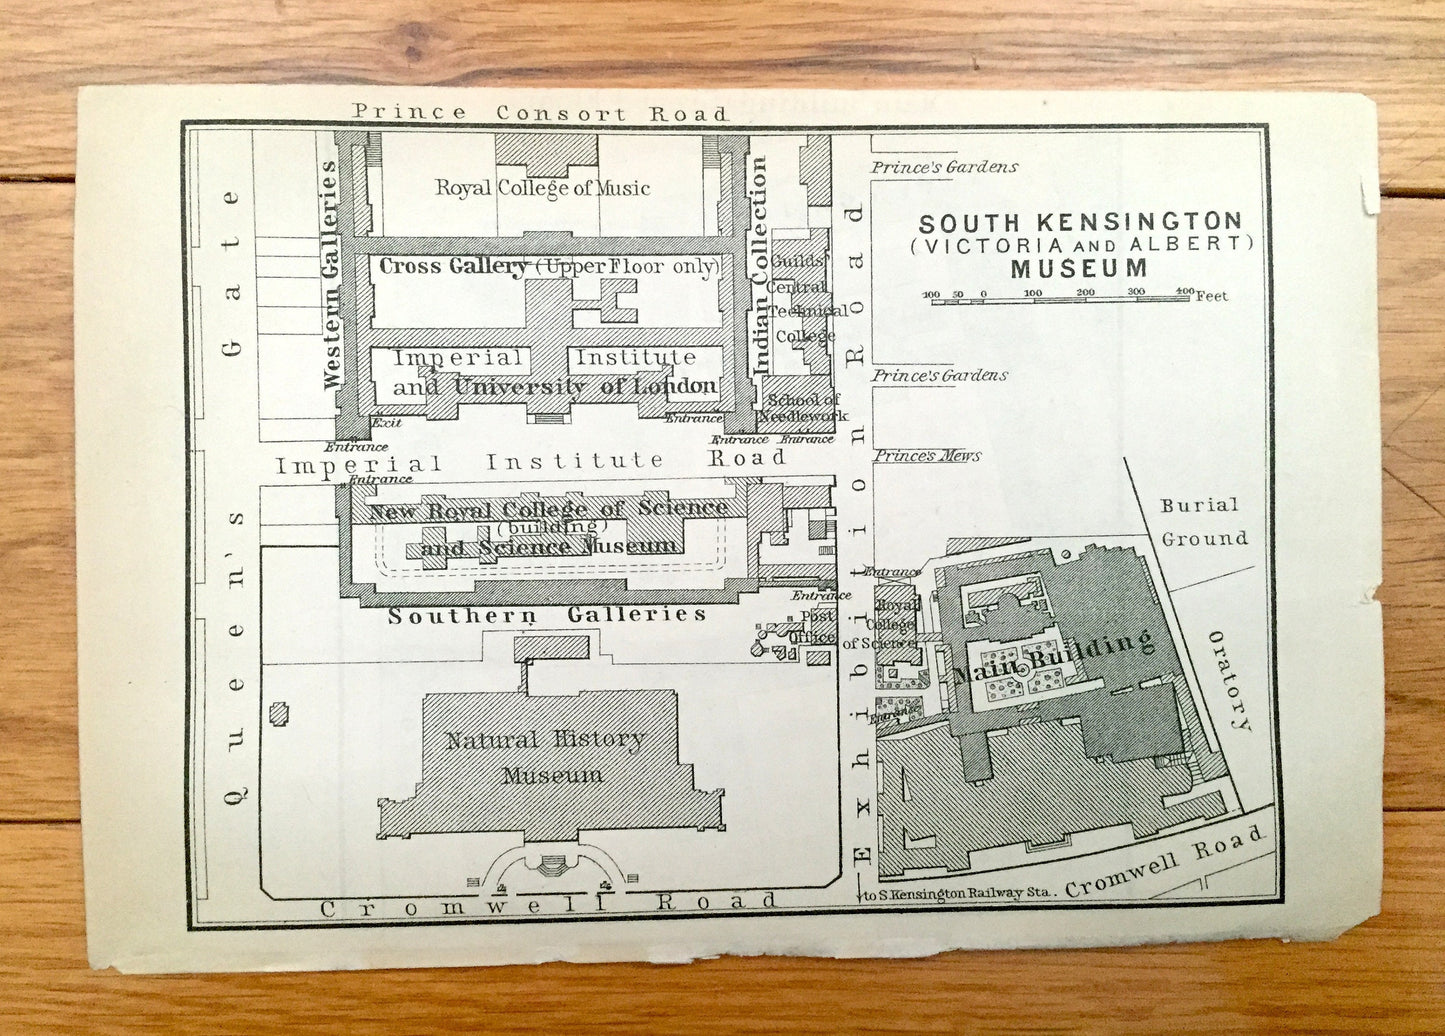 Prince Consort Road
Prince's Gardens
Royal College of Music
SOUTH KENSINGTON
(VICTORIA AND ALBERT)
MUSEUM
100 50 0 100 200 300 400 Feet
Western Galleries
Indian Collection
Cross Gallery (Upper Floor only)
Guilds'
Central
Technical
College
Imperial Institute
and University of London
School of
Needlework
Prince's Gardens
Exit
Entrance
Entrance
Entrance
Entrance
Imperial Institute Road
Prince's Mews
Entrance
New Royal College of Science
(building)
and Science Museum
Burial
Ground
Southern Galleries
Entrance
Entrance
Post
Office
Royal
College
of Science
Main Building
Entrance
Oratory
Queen's Gate
Exhibition Road
Natural History
Museum
Cromwell Road
to S. Kensington Railway Sta.
Cromwell Road